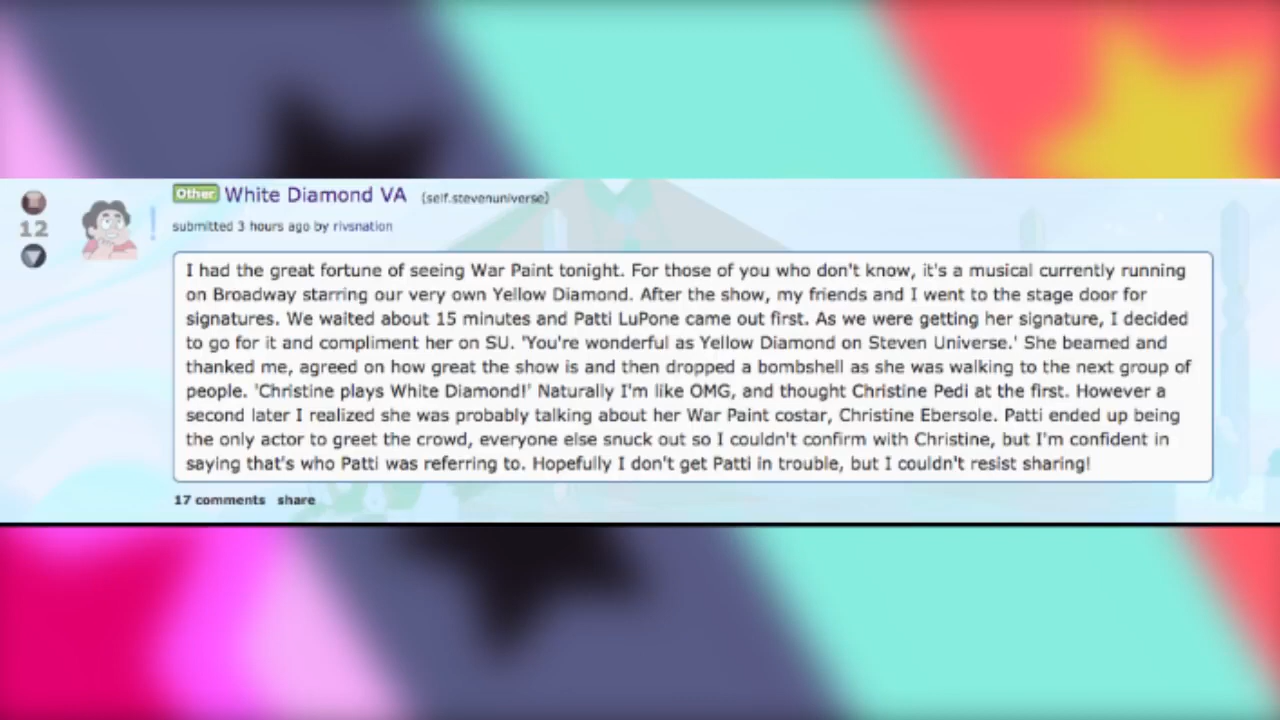 12
Other White Diamond VA (self.stevenuniverse)
submitted 3 hours ago by rivsnation
I had the great fortune of seeing War Paint tonight. For those of you who don't know, it's a musical currently running
on Broadway starring our very own Yellow Diamond. After the show, my friends and I went to the stage door for
signatures. We waited about 15 minutes and Patti LuPone came out first. As we were getting her signature, I decided
to go for it and compliment her on SU. 'You're wonderful as Yellow Diamond on Steven Universe.' She beamed and
thanked me, agreed on how great the show is and then dropped a bombshell as she was walking to the next group of
people. 'Christine plays White Diamond!' Naturally I'm like OMG, and thought Christine Pedi at the first. However a
second later I realized she was probably talking about her War Paint costar, Christine Ebersole. Patti ended up being
the only actor to greet the crowd, everyone else snuck out so I couldn't confirm with Christine, but I'm confident in
saying that's who Patti was referring to. Hopefully I don't get Patti in trouble, but I couldn't resist sharing!
17 comments share